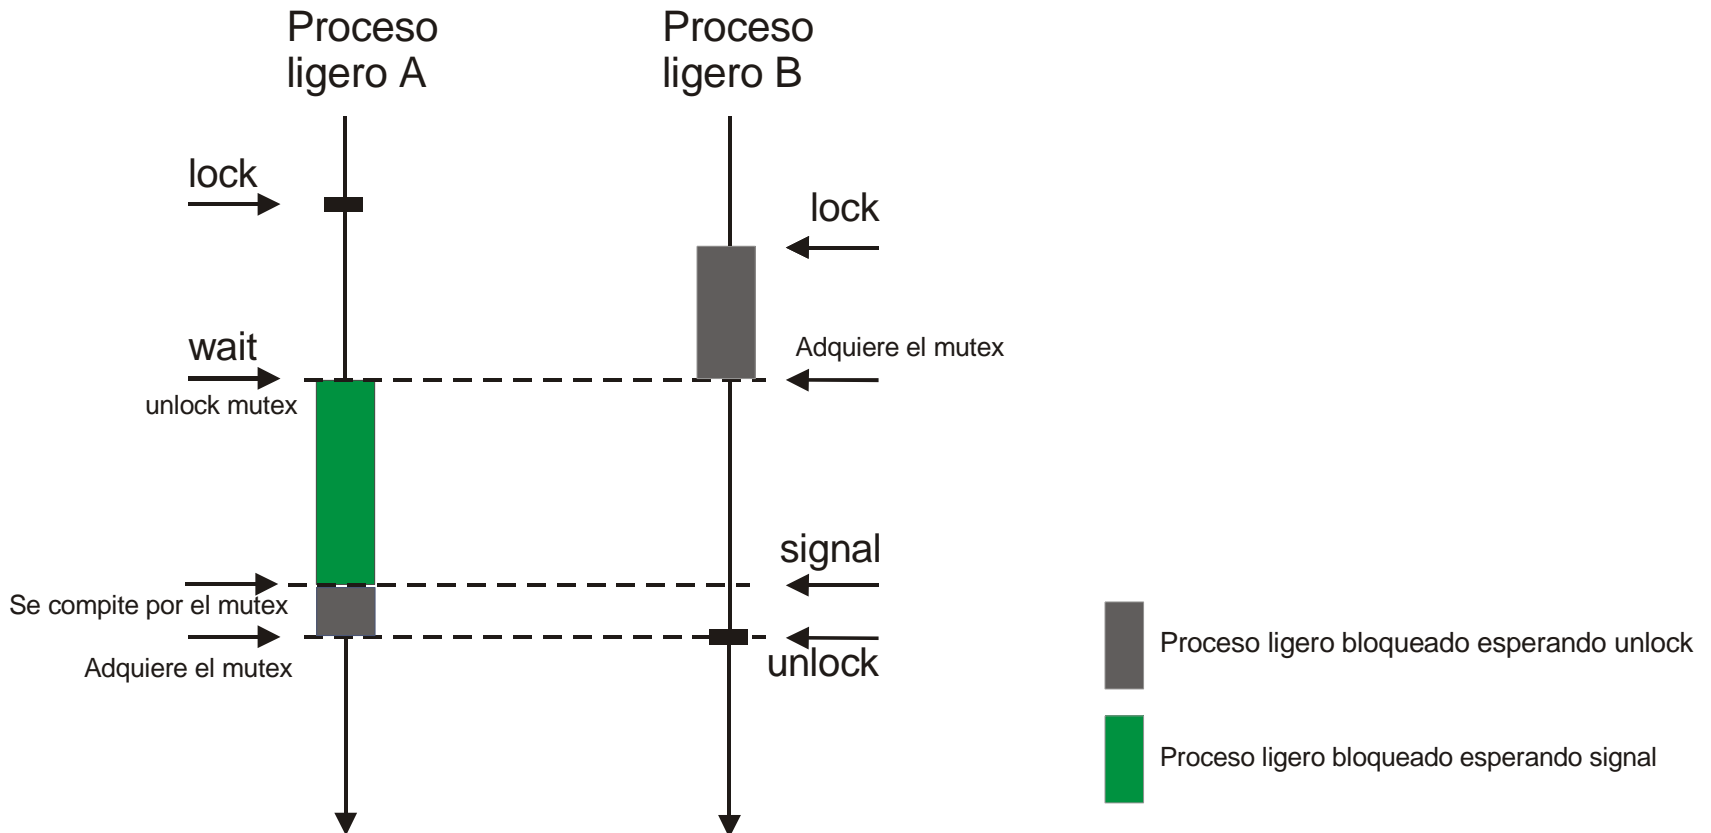 Proceso
ligero A
Proceso
ligero B
lock
lock
wait
Adquiere el mutex
unlock mutex
signal
Se compite por el mutex
Adquiere el mutex
unlock
Proceso ligero bloqueado esperando unlock
Proceso ligero bloqueado esperando signal